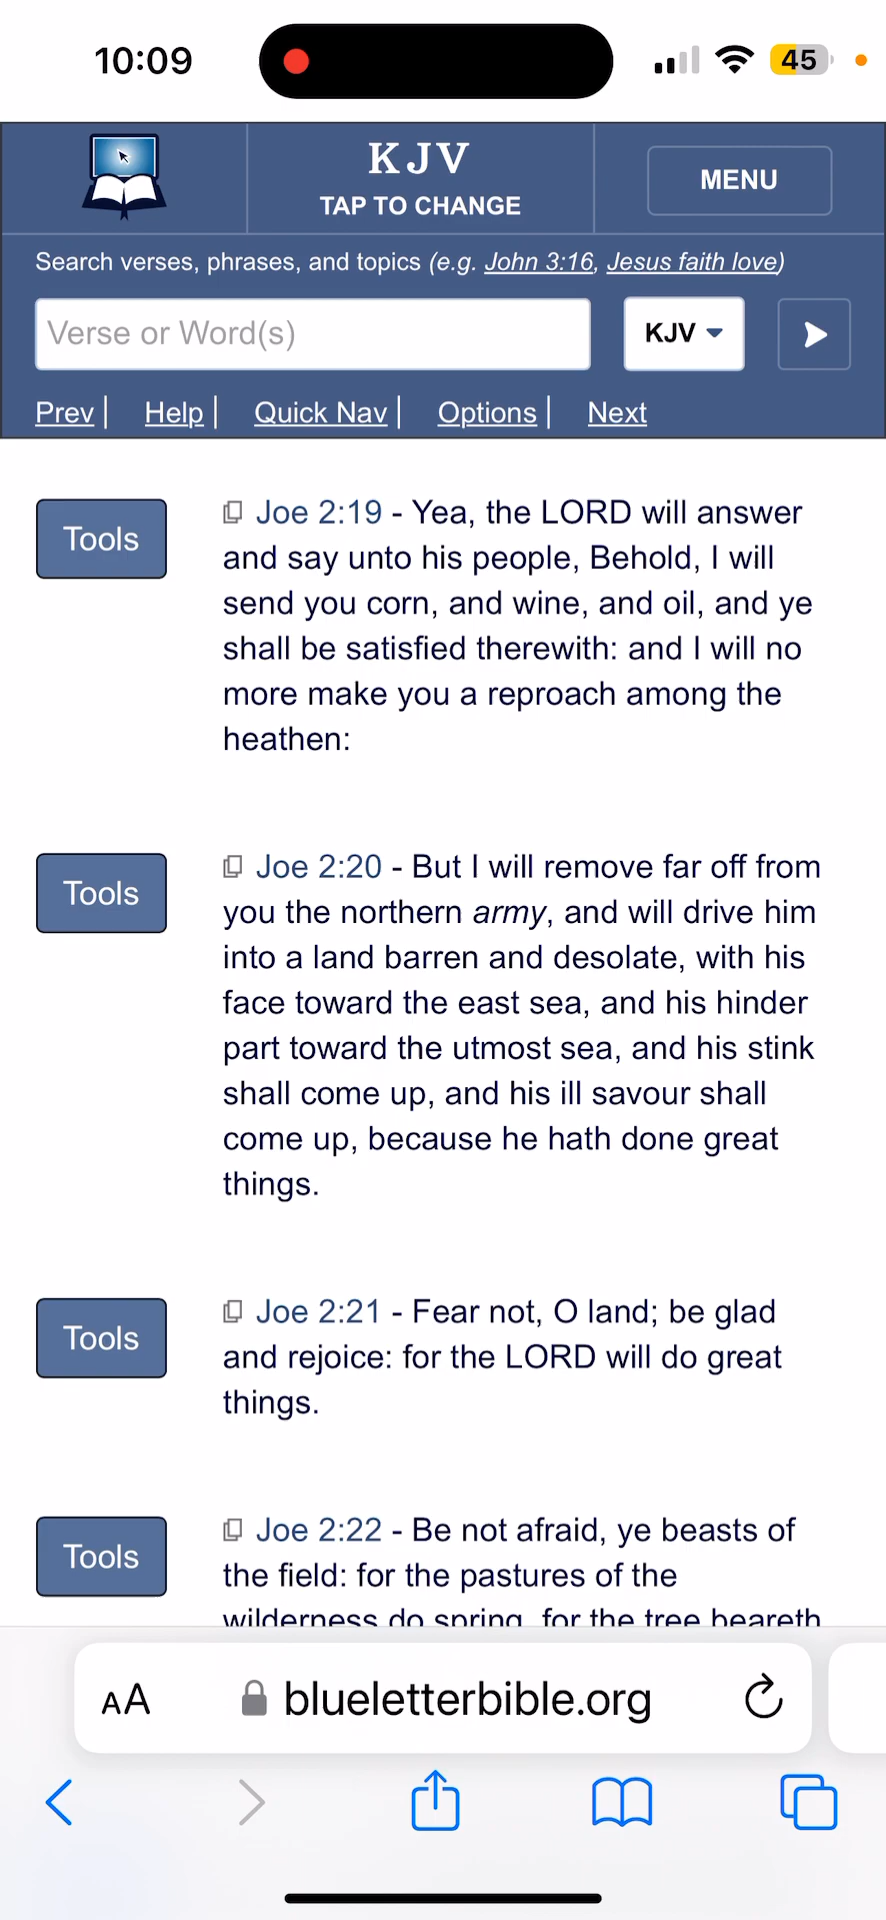 10:09
45
KJV
TAP TO CHANGE
MENU
Search verses, phrases, and topics (e.g. John 3:16, Jesus faith love)
Verse or Word(s)
KJV
Prev | Help | Quick Nav | Options | Next
Tools
Joe 2:19 - Yea, the LORD will answer
and say unto his people, Behold, I will
send you corn, and wine, and oil, and ye
shall be satisfied therewith: and I will no
more make you a reproach among the
heathen:
Tools
Joe 2:20 - But I will remove far off from
you the northern army, and will drive him
into a land barren and desolate, with his
face toward the east sea, and his hinder
part toward the utmost sea, and his stink
shall come up, and his ill savour shall
come up, because he hath done great
things.
Tools
Joe 2:21 - Fear not, O land; be glad
and rejoice: for the LORD will do great
things.
Tools
Joe 2:22 - Be not afraid, ye beasts of
the field: for the pastures of the
wilderness do spring, for the tree beareth
AA
blueletterbible.org